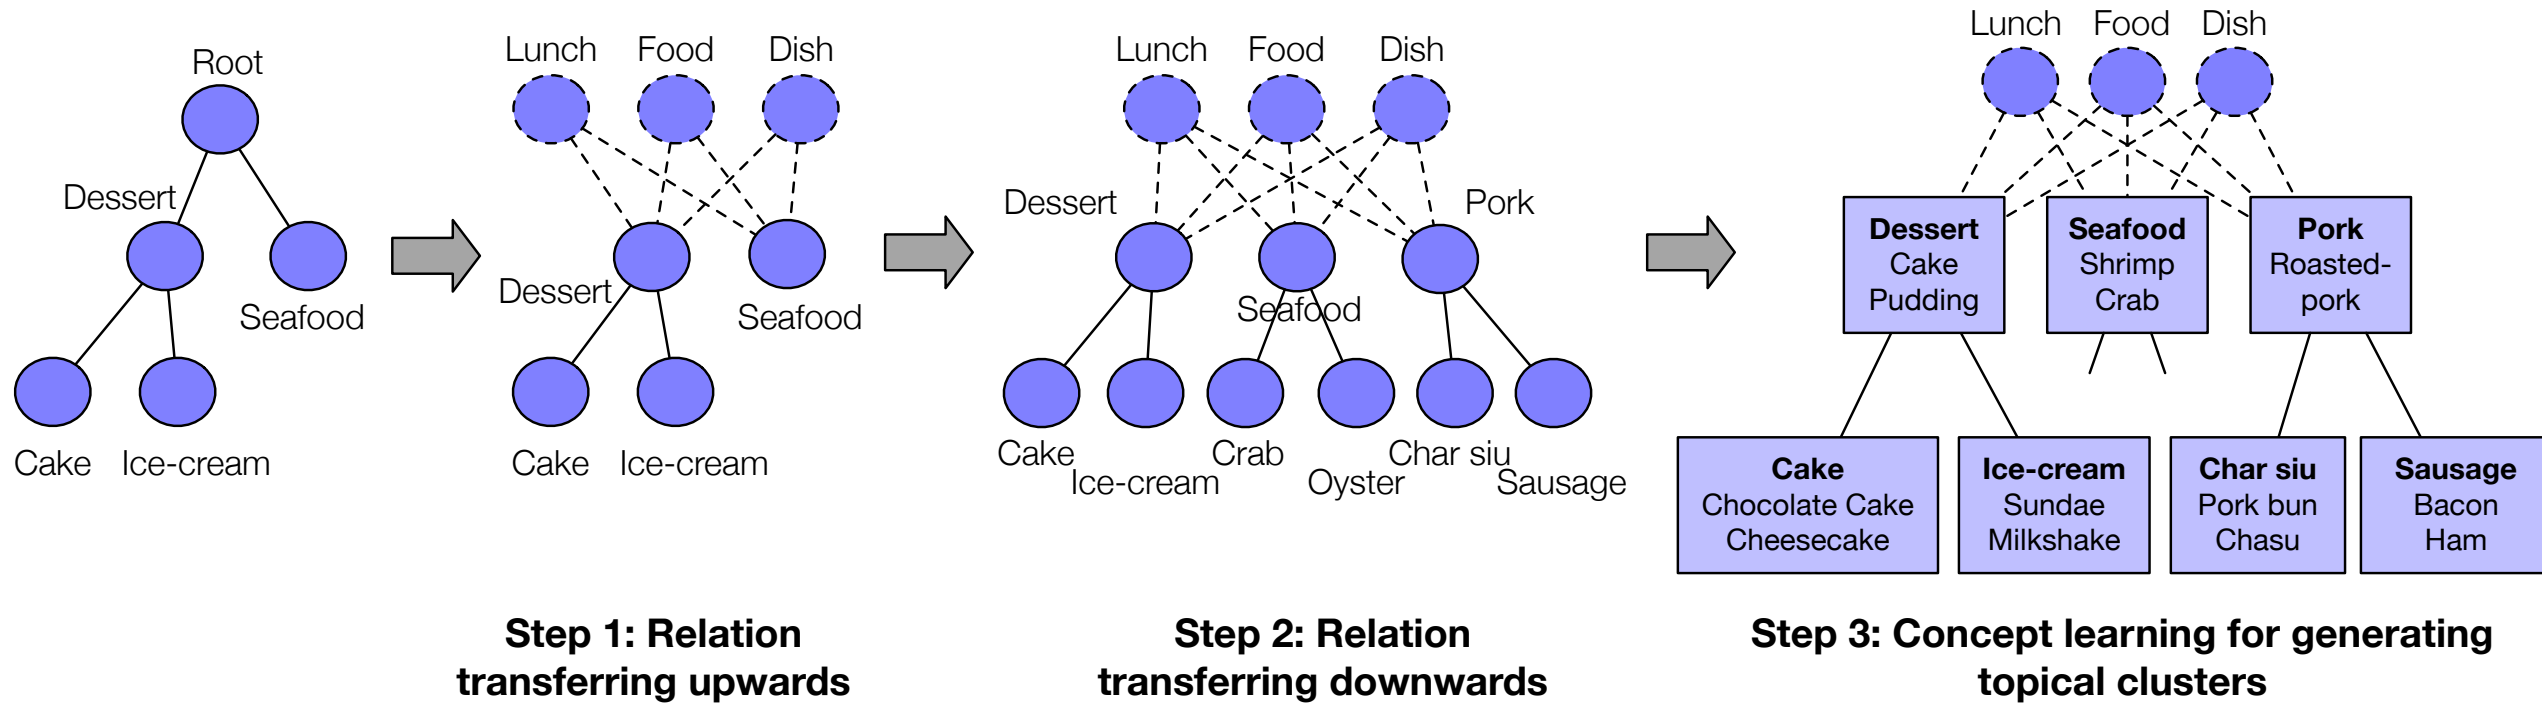 Root
Dessert
Seafood
Cake
Ice-cream
Lunch
Food
Dish
Dessert
Seafood
Cake
Ice-cream
Step 1: Relation
transferring upwards
Lunch
Food
Dish
Dessert
Pork
Seafood
Cake
Ice-cream
Crab
Oyster
Char siu
Sausage
Step 2: Relation
transferring downwards
Lunch
Food
Dish
Dessert
Cake
Pudding
Seafood
Shrimp
Crab
Pork
Roasted-
pork
Cake
Chocolate Cake
Cheesecake
Ice-cream
Sundae
Milkshake
Char siu
Pork bun
Chasu
Sausage
Bacon
Ham
Step 3: Concept learning for generating
topical clusters